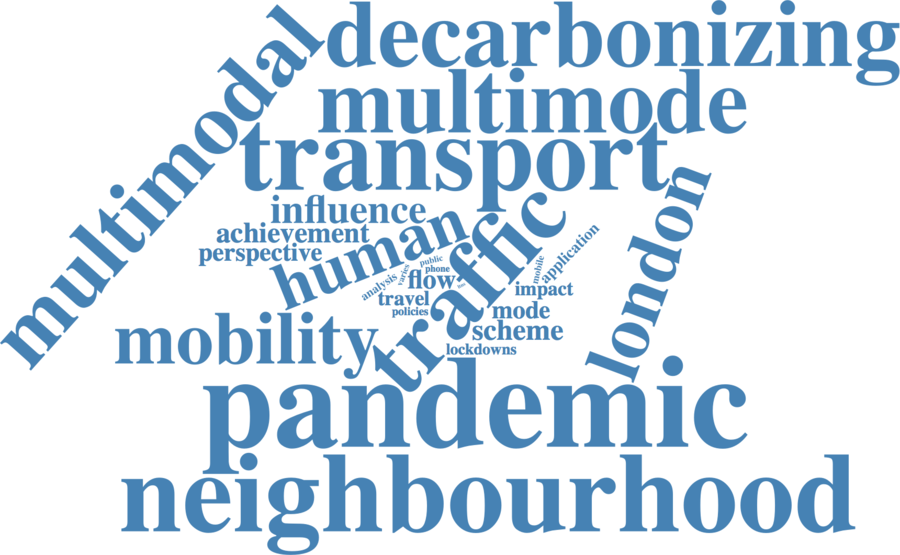 decarbonizing
multimodal
multimode
transport
influence
achievement
perspective
human
traffic
london
application
mobile
public
phone
varies
analysis
flow
travel
policies
impact
mode
scheme
lockdowns
mobility
pandemic
neighbourhood